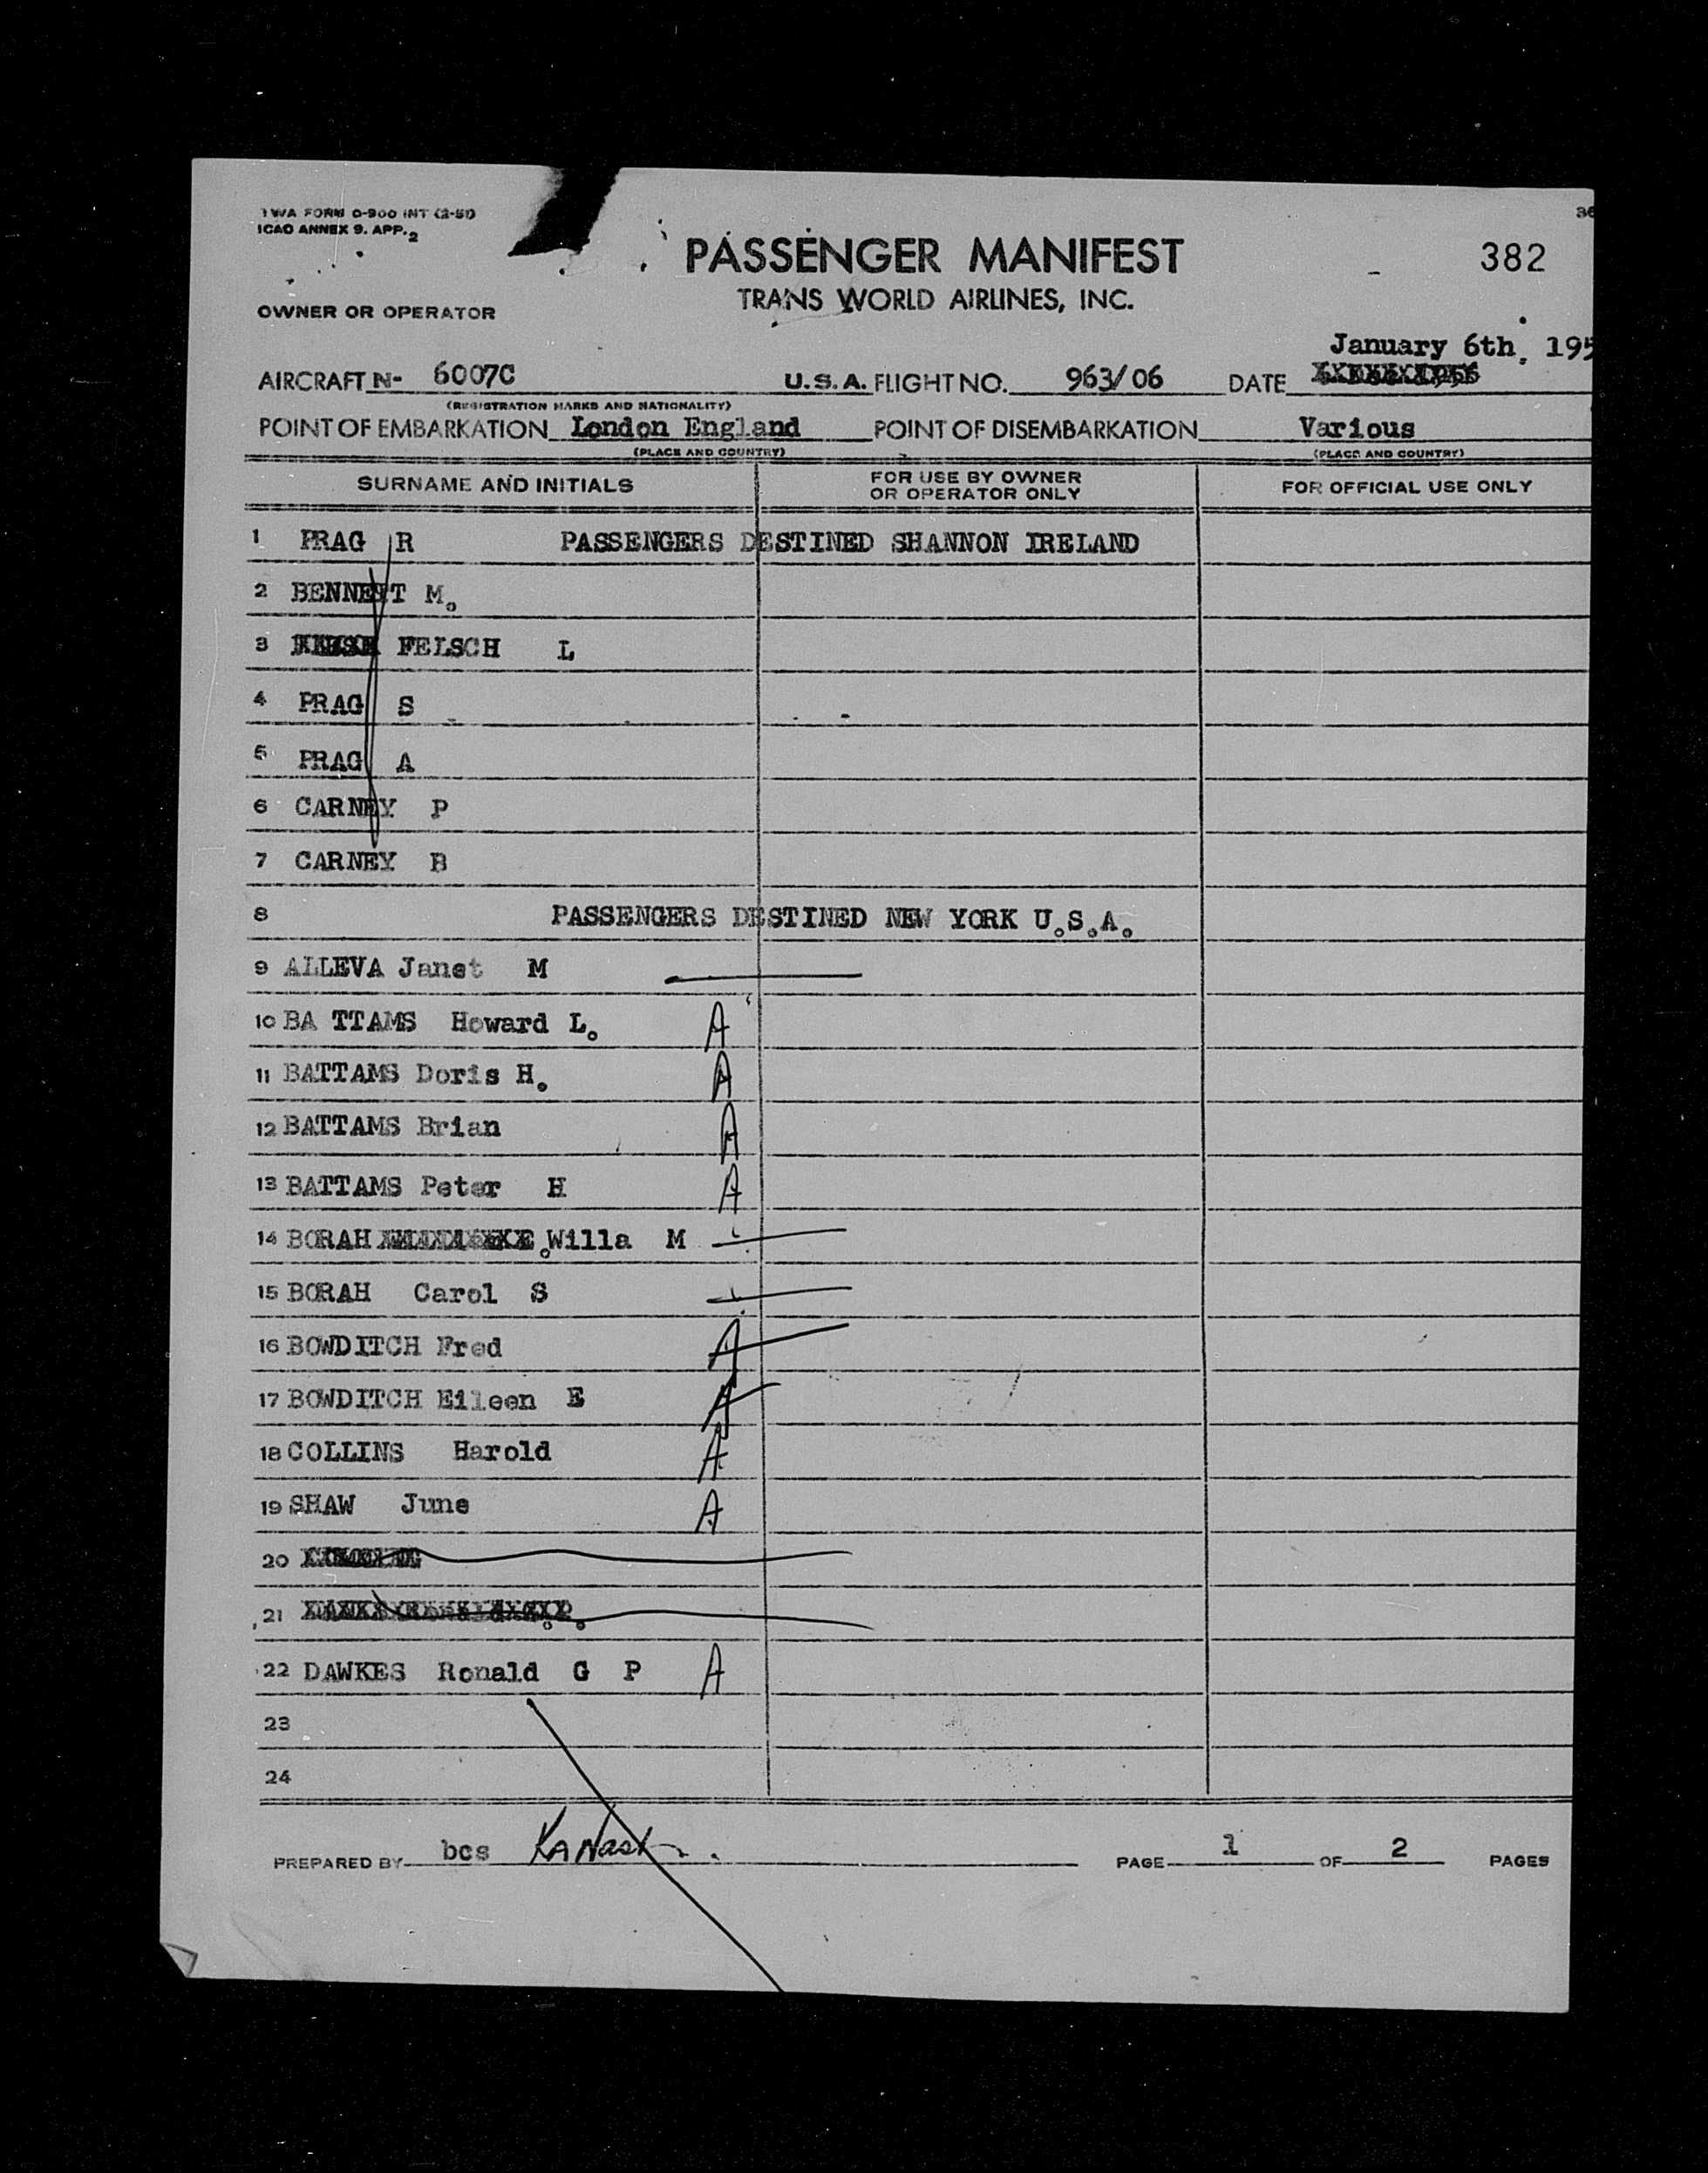 TWA FORM O-900 INT (2-51)
ICAO ANNEX 9. APP. 2
36
PASSENGER MANIFEST
382
TRANS WORLD AIRLINES, INC.
OWNER OR OPERATOR
January 6th, 195
AIRCRAFT N- 6007C U.S.A. FLIGHT NO. 963/06 DATE
(REGISTRATION MARKS AND NATIONALITY)
POINT OF EMBARKATION London England POINT OF DISEMBARKATION Various
(PLACE AND COUNTRY) (PLACE AND COUNTRY)
SURNAME AND INITIALS FOR USE BY OWNER OR OPERATOR ONLY FOR OFFICIAL USE ONLY
1 PRAG R PASSENGERS DESTINED SHANNON IRELAND
2 BENNETT M.
3 FELSCH L
4 PRAG S
5 PRAG A
6 CARNEY P
7 CARNEY B
8 PASSENGERS DESTINED NEW YORK U.S.A.
9 ALLEVA Janet M
10 BA TTAMS Howard L. A
11 BATTAMS Doris H. A
12 BATTAMS Brian A
13 BATTAMS Peter H A
14 BORAH Willa M
15 BORAH Carol S
16 BOWDITCH Fred A
17 BOWDITCH Eileen E A
18 COLLINS Harold A
19 SHAW June A
20
21
22 DAWKES Ronald G P A
23
24
PREPARED BY bcs KANash PAGE 1 OF 2 PAGES